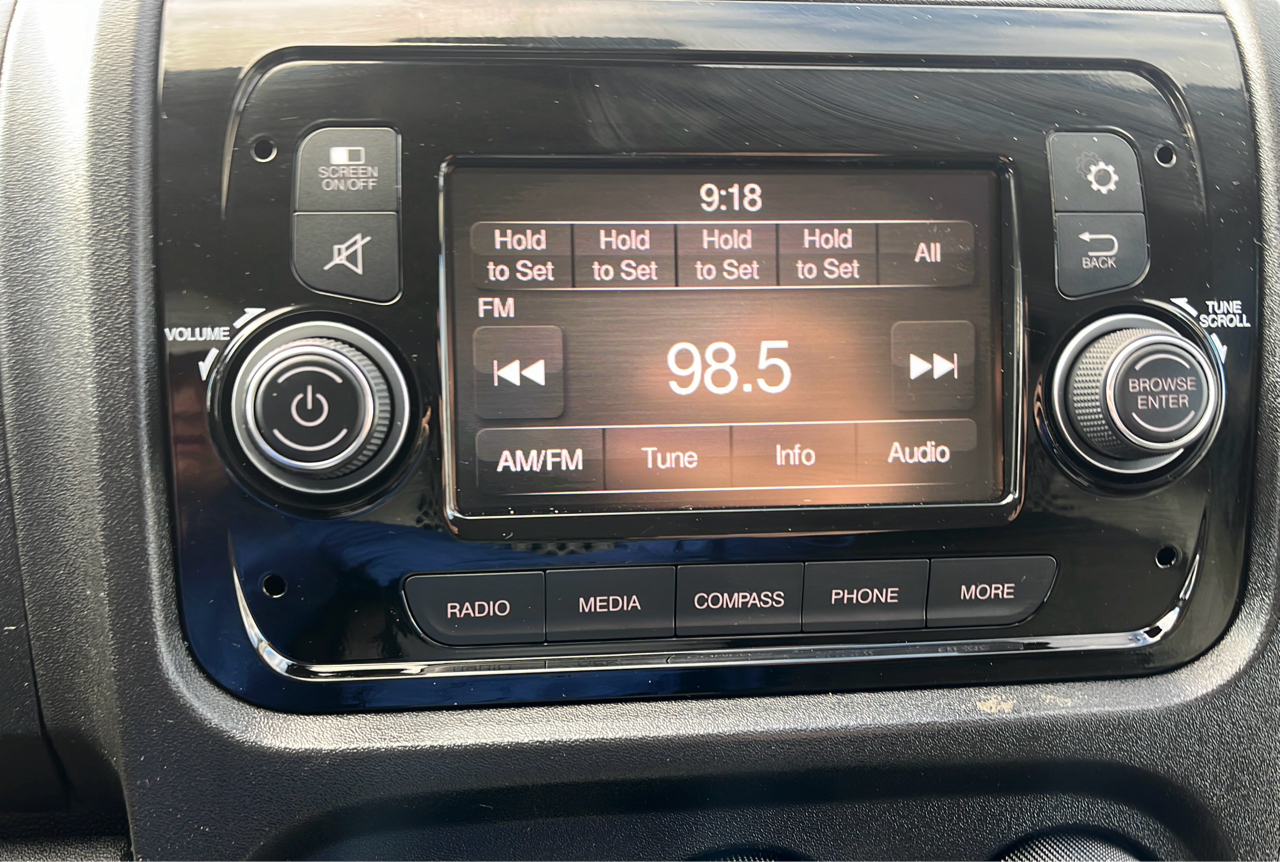 SCREEN
ON/OFF
9:18
Hold to Set
Hold to Set
Hold to Set
Hold to Set
All
FM
98.5
AM/FM
Tune
Info
Audio
BACK
VOLUME
TUNE
SCROLL
BROWSE
ENTER
RADIO
MEDIA
COMPASS
PHONE
MORE